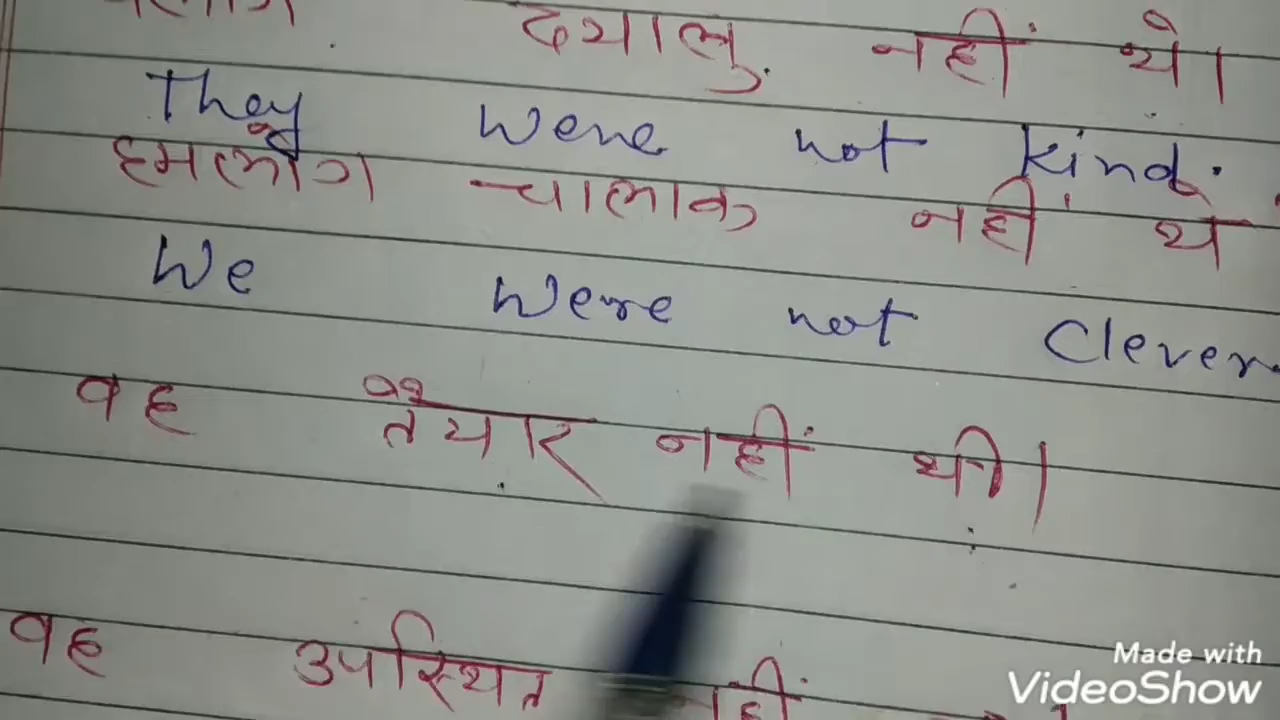 दयालु नहीं थे।
They were not kind.
हमलोग चालाक नहीं थे
We were not Clever
वह तैयार नहीं थी।
वह उपस्थित नहीं
Made with
VideoShow